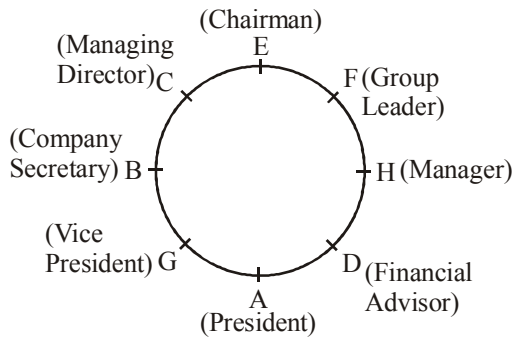 (Chairman)
E
(Managing
Director) C
F (Group
Leader)
(Company
Secretary) B
H (Manager)
(Vice
President) G
D (Financial
Advisor)
A
(President)